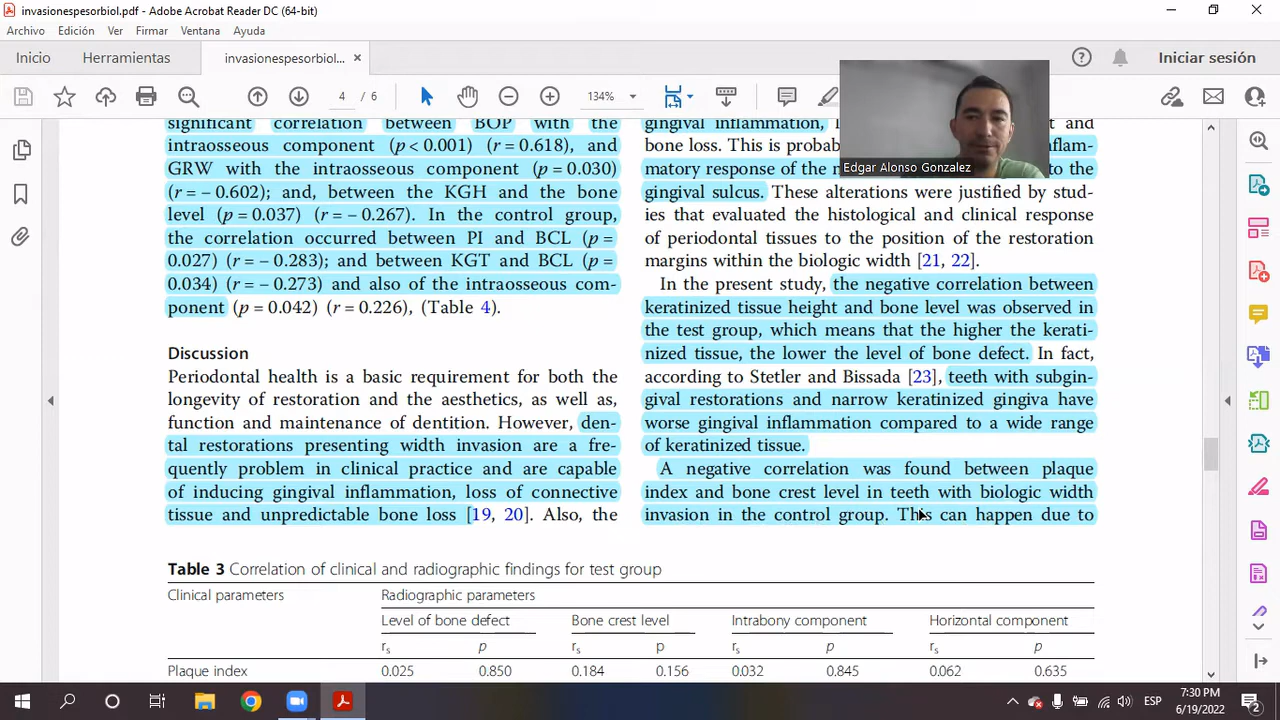 invasionespesorbiol.pdf - Adobe Acrobat Reader DC (64-bit)
Archivo Edición Ver Firmar Ventana Ayuda
Inicio Herramientas invasionespesorbiol... × Iniciar sesión
4 / 6 134%
Edgar Alonso Gonzalez
significant correlation between BOP with the
intraosseous component (p < 0.001) (r = 0.618), and
GRW with the intraosseous component (p = 0.030)
(r = − 0.602); and, between the KGH and the bone
level (p = 0.037) (r = − 0.267). In the control group,
the correlation occurred between PI and BCL (p =
0.027) (r = − 0.283); and between KGT and BCL (p =
0.034) (r = − 0.273) and also of the intraosseous com-
ponent (p = 0.042) (r = 0.226), (Table 4).
Discussion
Periodontal health is a basic requirement for both the
longevity of restoration and the aesthetics, as well as,
function and maintenance of dentition. However, den-
tal restorations presenting width invasion are a fre-
quently problem in clinical practice and are capable
of inducing gingival inflammation, loss of connective
tissue and unpredictable bone loss [19, 20]. Also, the
gingival inflammation, and
bone loss. This is probab inflam-
matory response of the to the
gingival sulcus. These alterations were justified by stud-
ies that evaluated the histological and clinical response
of periodontal tissues to the position of the restoration
margins within the biologic width [21, 22].
In the present study, the negative correlation between
keratinized tissue height and bone level was observed in
the test group, which means that the higher the kerati-
nized tissue, the lower the level of bone defect. In fact,
according to Stetler and Bissada [23], teeth with subgin-
gival restorations and narrow keratinized gingiva have
worse gingival inflammation compared to a wide range
of keratinized tissue.
A negative correlation was found between plaque
index and bone crest level in teeth with biologic width
invasion in the control group. This can happen due to
Table 3 Correlation of clinical and radiographic findings for test group
Clinical parameters Radiographic parameters
Level of bone defect Bone crest level Intrabony component Horizontal component
rs p rs p rs p rs p
Plaque index 0.025 0.850 0.184 0.156 0.032 0.845 0.062 0.635
ESP 7:30 PM
6/19/2022
2